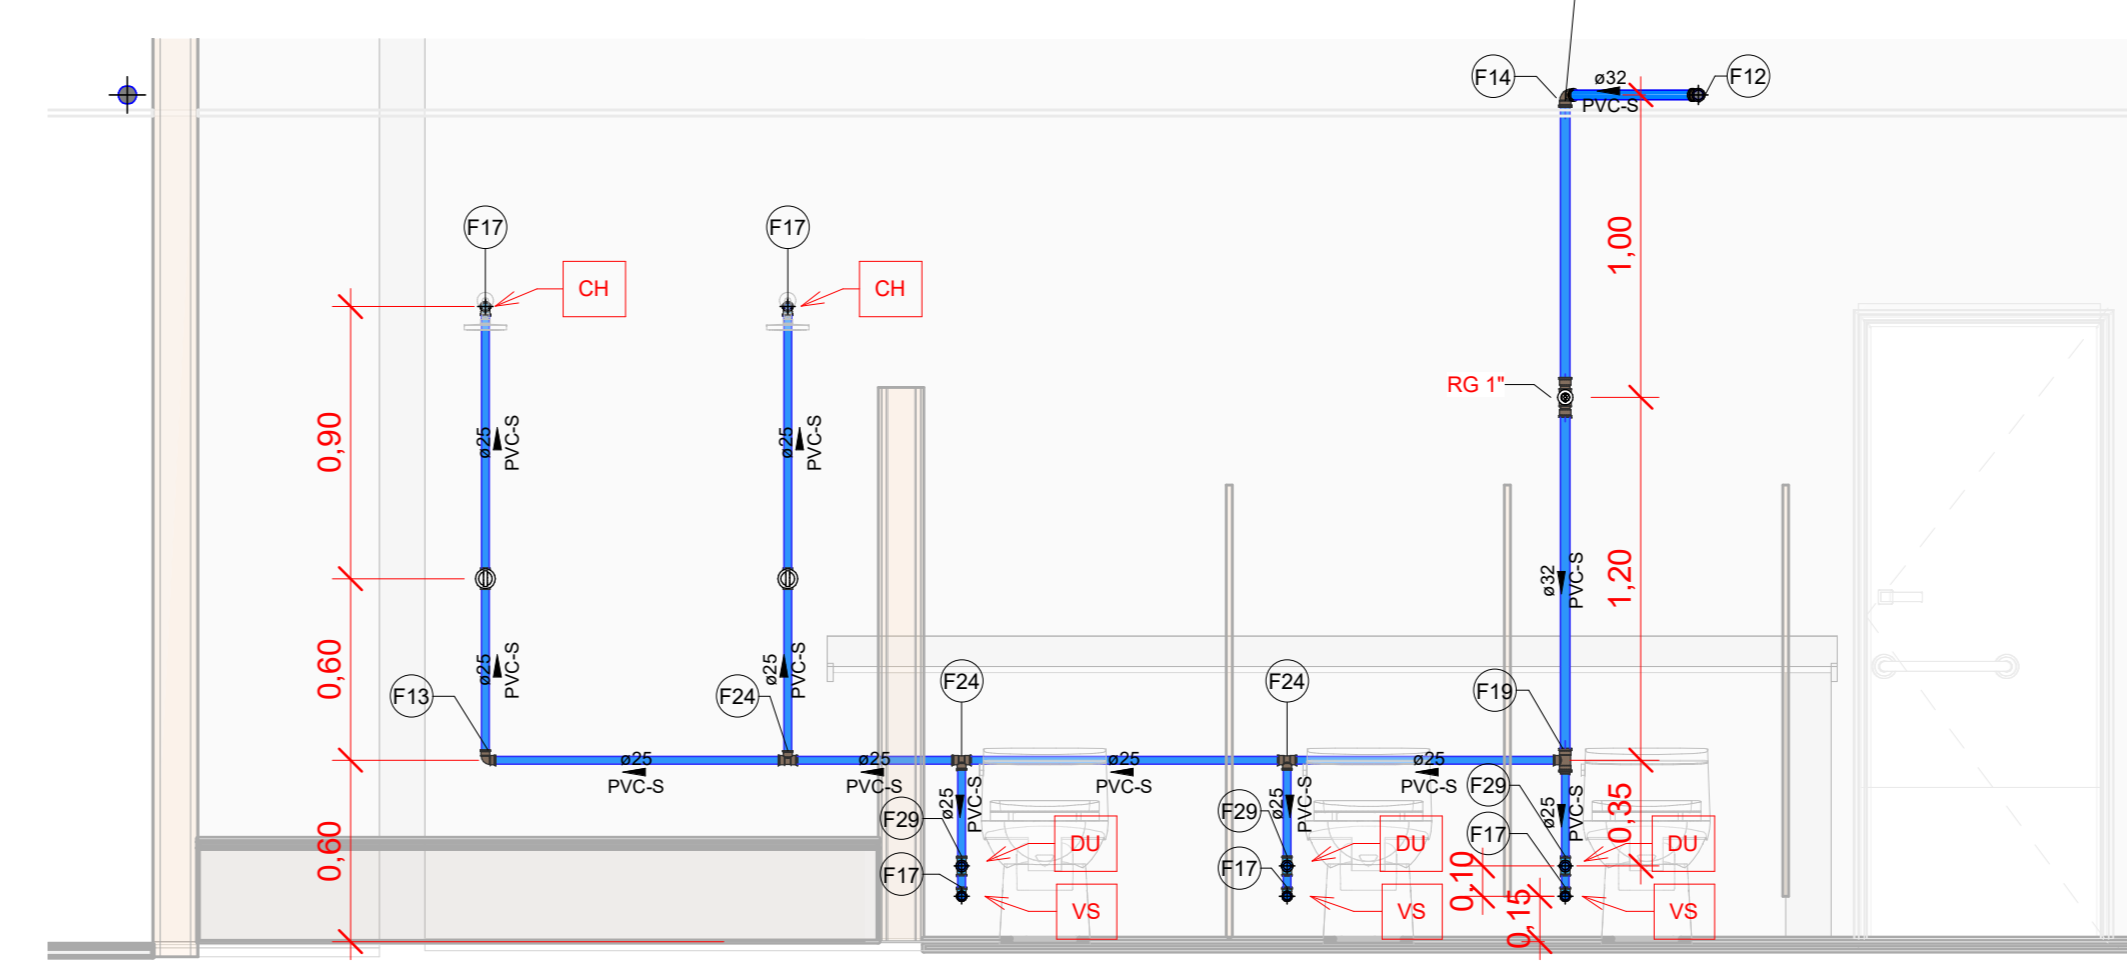 F14
ø32
PVC-S
F12
F17
F17
CH
CH
1,00
RG 1"
0,90
ø25
PVC-S
ø25
PVC-S
ø32
PVC-S
1,20
0,60
ø25
PVC-S
ø25
PVC-S
F13
F24
F24
F24
F19
ø25
PVC-S
ø25
PVC-S
ø25
PVC-S
ø25
PVC-S
F29
ø25
PVC-S
F29
ø25
PVC-S
F29
ø25
PVC-S
0,35
0,60
DU
DU
F17
DU
F17
F17
0,10
VS
VS
0,15
VS